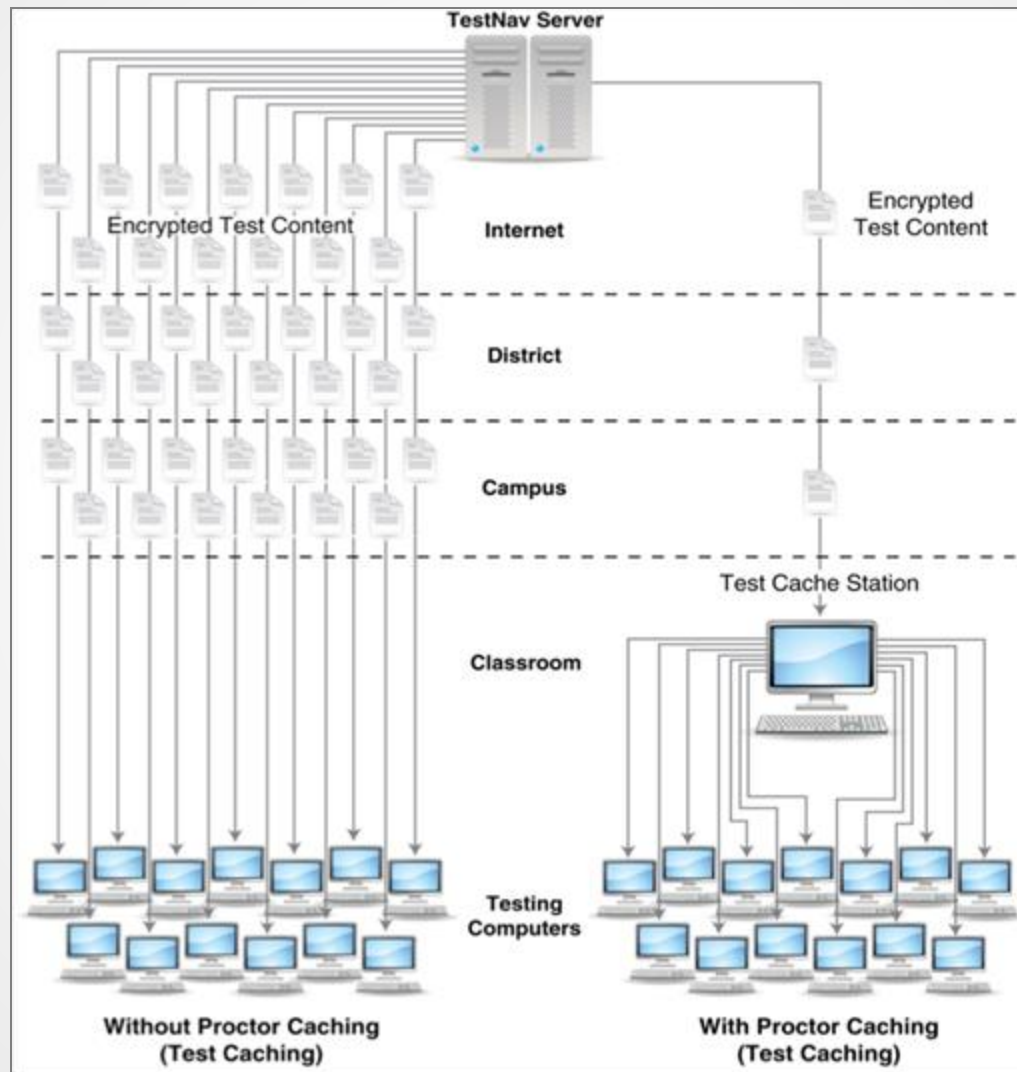 TestNav Server
Encrypted Test Content
Internet
Encrypted
Test Content
District
Campus
Test Cache Station
Classroom
Testing
Computers
Without Proctor Caching
(Test Caching)
With Proctor Caching
(Test Caching)